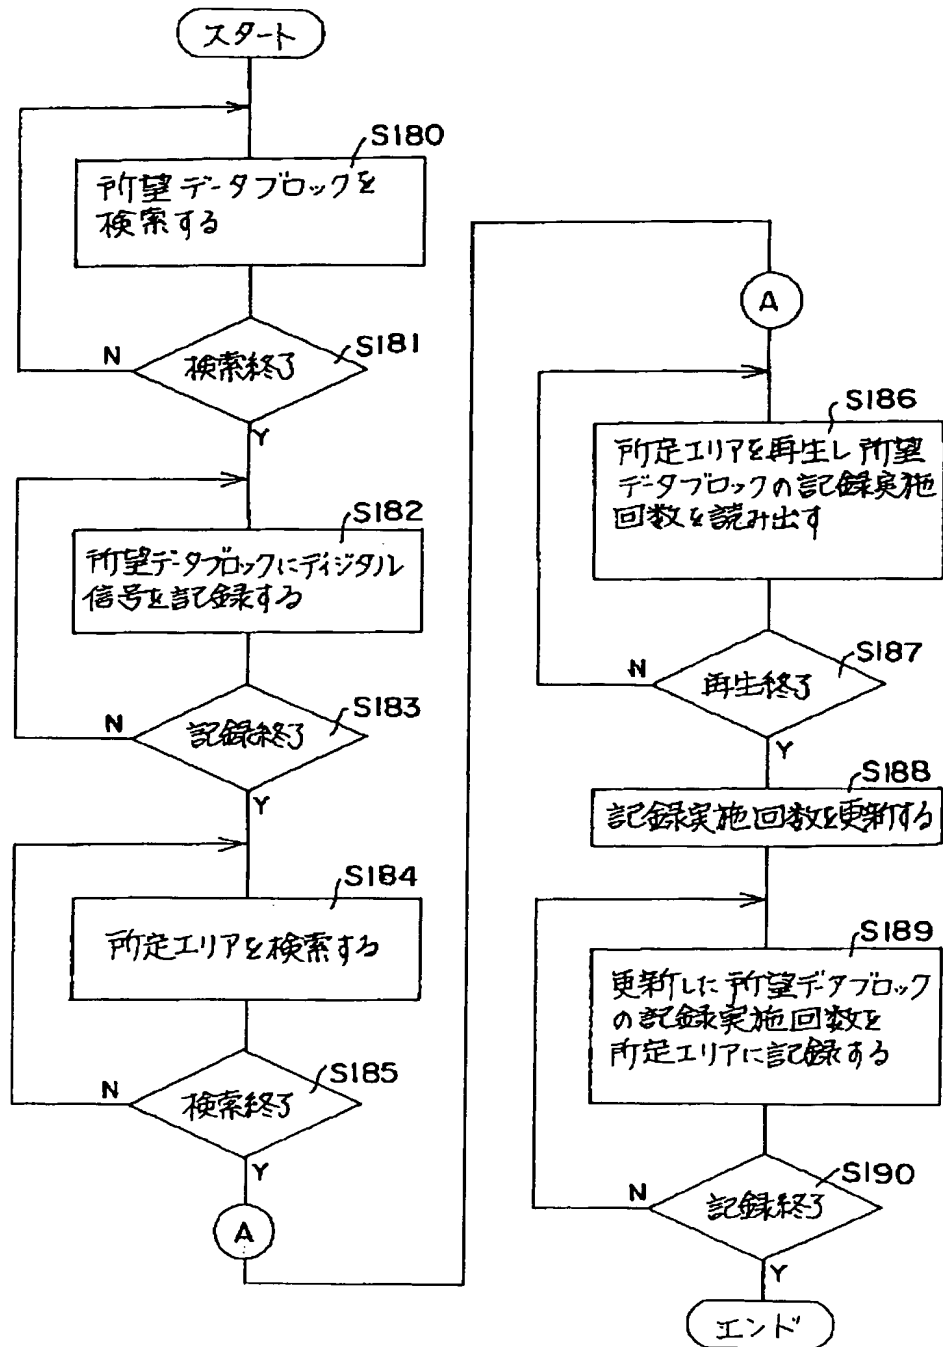 スタート
S180
所望データブロックを
検索する
S181
検索終了
N
Y
S182
所望データブロックにディジタル
信号を記録する
S183
記録終了
N
Y
S184
所定エリアを検索する
S185
検索終了
N
Y
A
A
S186
所定エリアを再生し所望
データブロックの記録実施
回数を読み出す
S187
再生終了
N
Y
S188
記録実施回数を更新する
S189
更新した所望データブロック
の記録実施回数を
所定エリアに記録する
S190
記録終了
N
Y
エンド